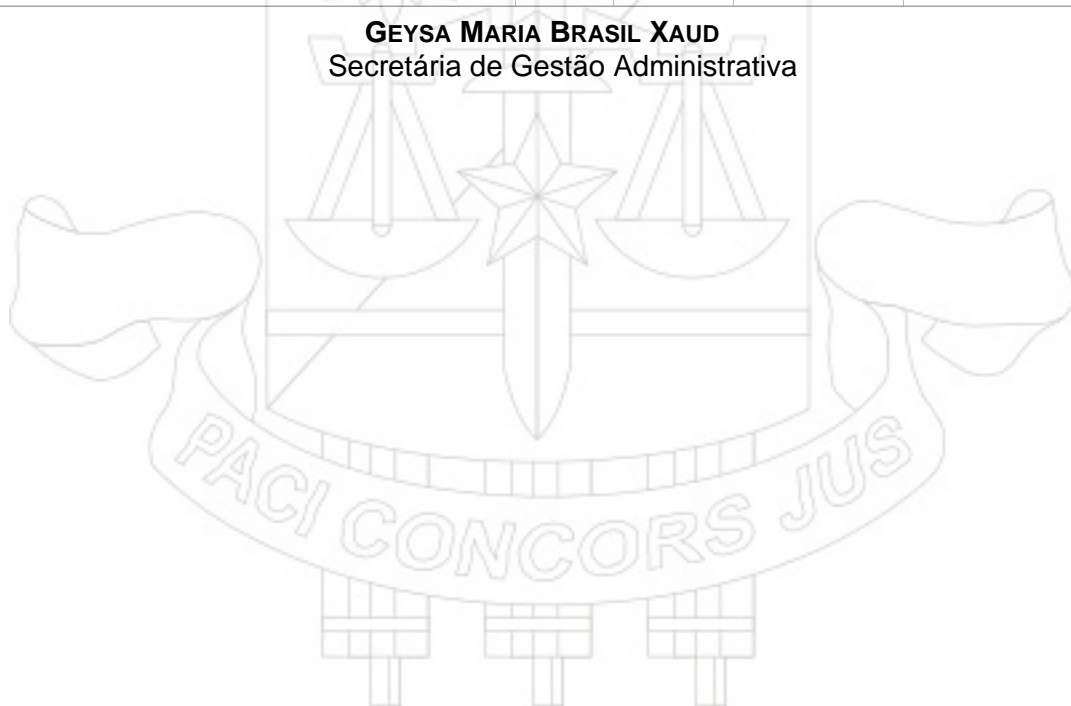 GEYSA MARIA BRASIL XAUD
Secretária de Gestão Administrativa
PACI CONCORS JUS